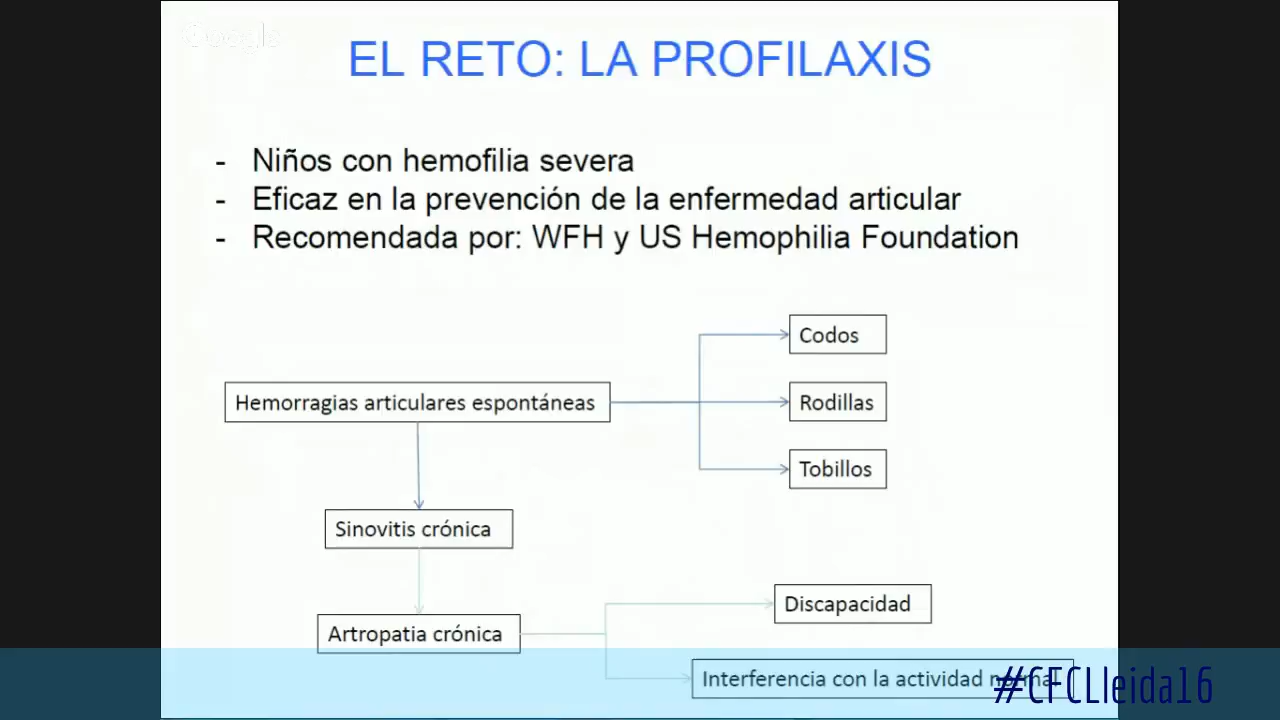 Google
EL RETO: LA PROFILAXIS
- Niños con hemofilia severa
- Eficaz en la prevención de la enfermedad articular
- Recomendada por: WFH y US Hemophilia Foundation
Codos
Hemorragias articulares espontáneas
Rodillas
Tobillos
Sinovitis crónica
Discapacidad
Artropatia crónica
Interferencia con la actividad normal
#CFCLleida16